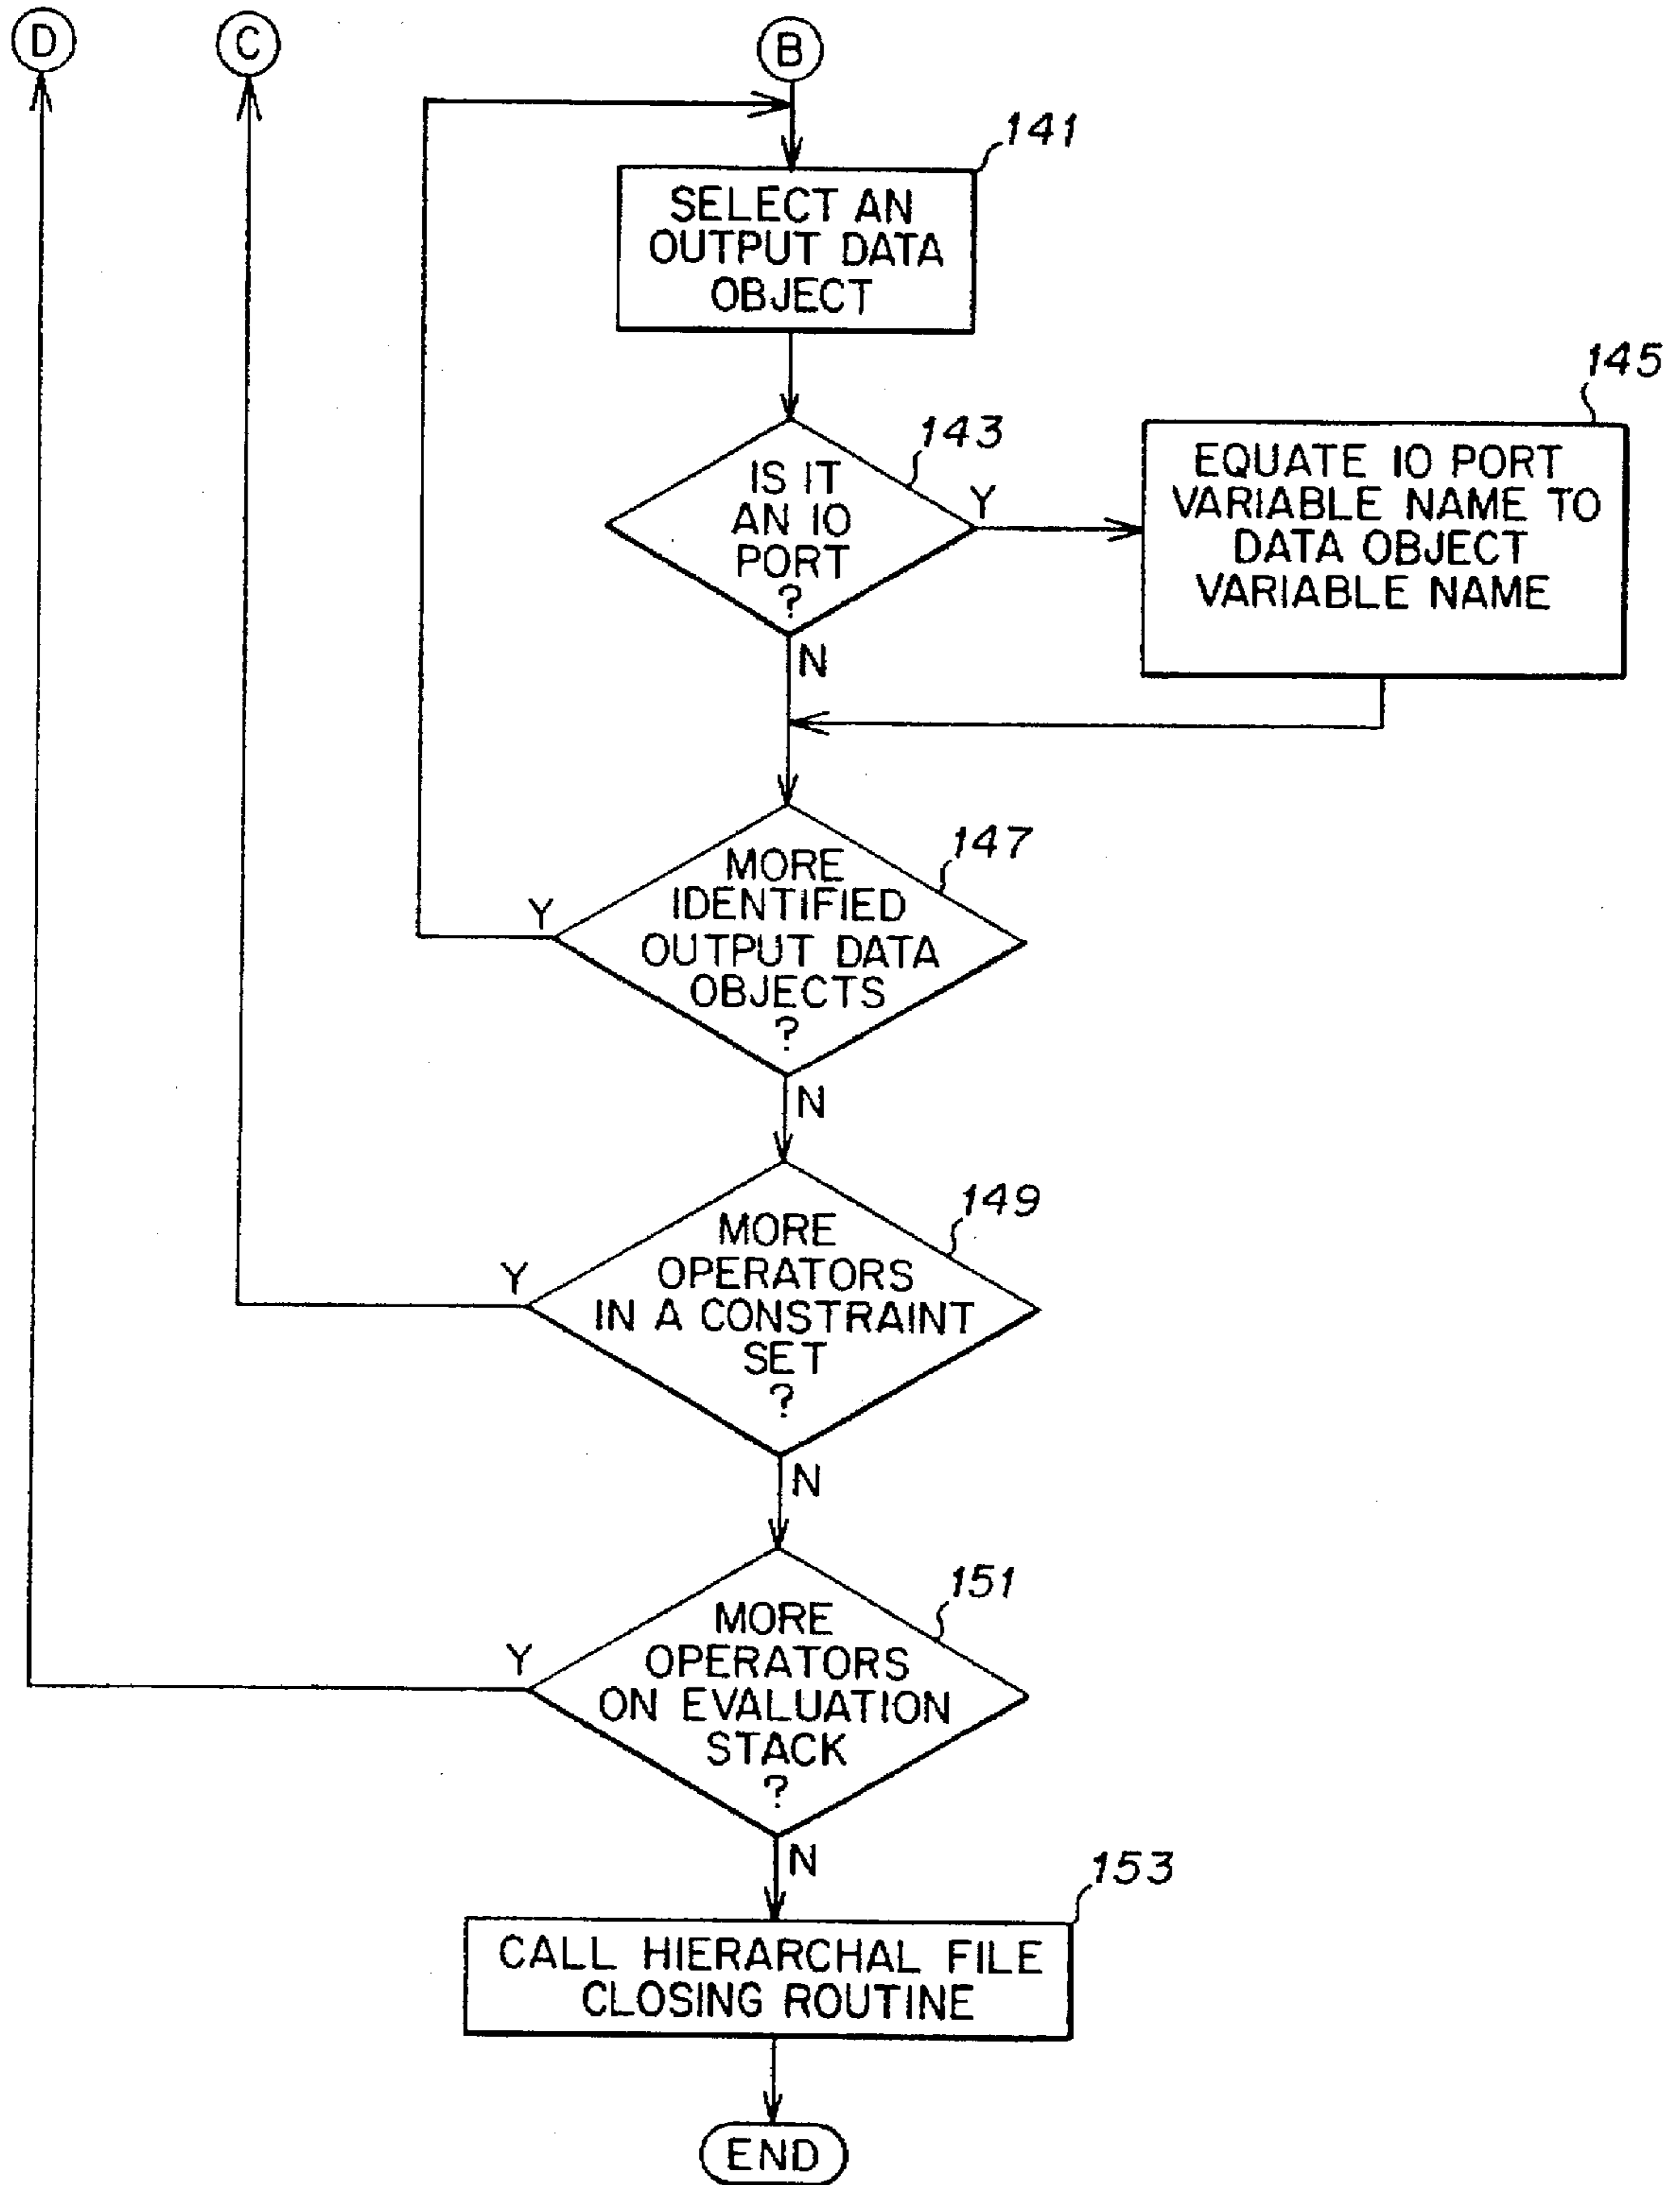 D
C
B
141
SELECT AN
OUTPUT DATA
OBJECT
143
IS IT
AN IO
PORT
?
Y
N
145
EQUATE IO PORT
VARIABLE NAME TO
DATA OBJECT
VARIABLE NAME
147
MORE
IDENTIFIED
OUTPUT DATA
OBJECTS
?
Y
N
149
MORE
OPERATORS
IN A CONSTRAINT
SET
?
Y
N
151
MORE
OPERATORS
ON EVALUATION
STACK
?
Y
N
153
CALL HIERARCHAL FILE
CLOSING ROUTINE
END